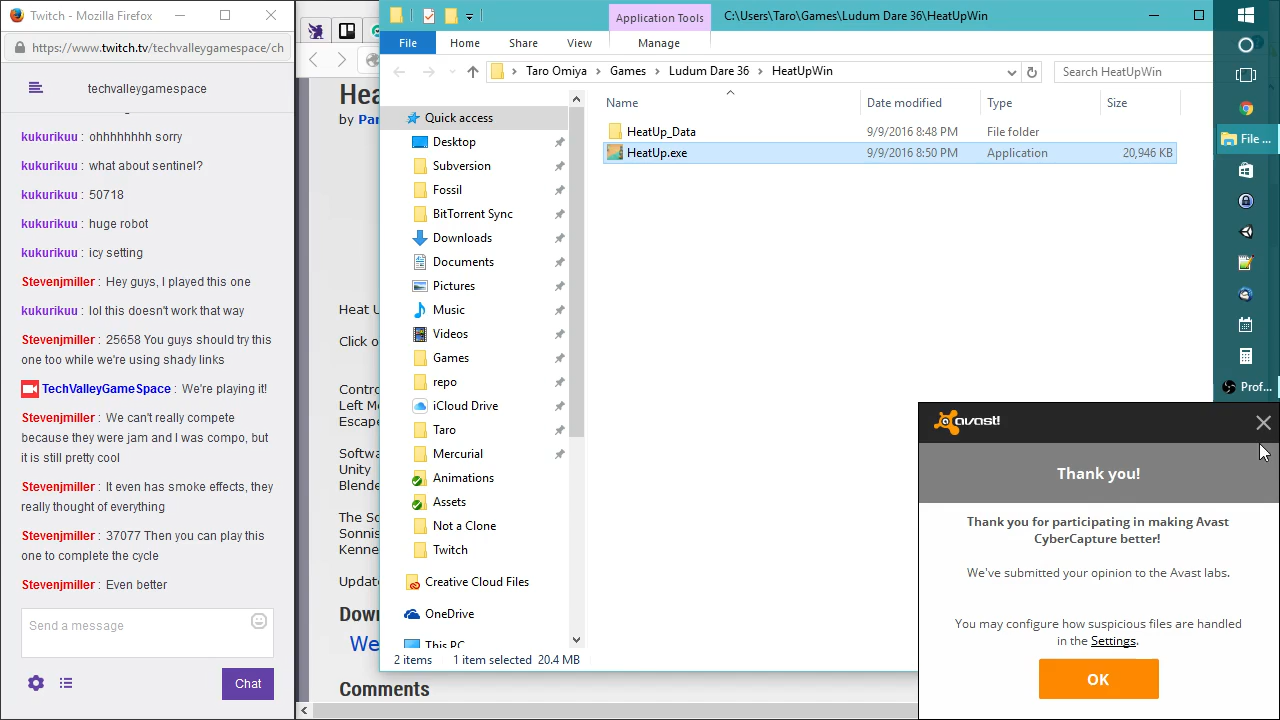 Twitch - Mozilla Firefox
https://www.twitch.tv/techvalleygamespace/ch
techvalleygamespace
kukurikuu : ohhhhhhhh sorry
kukurikuu : what about sentinel?
kukurikuu : 50718
kukurikuu : huge robot
kukurikuu : icy setting
Stevenjmiller : Hey guys, I played this one
kukurikuu : lol this doesn't work that way
Stevenjmiller : 25658 You guys should try this
one too while we're using shady links
TechValleyGameSpace : We're playing it!
Stevenjmiller : We can't really compete
because they were jam and I was compo, but
it is still pretty cool
Stevenjmiller : It even has smoke effects, they
really thought of everything
Stevenjmiller : 37077 Then you can play this
one to complete the cycle
Stevenjmiller : Even better
Send a message
Chat
Hea
by Par
Heat U
Click o
Contro
Left Mo
Escape
Softwa
Unity
Blende
The So
Sonnis
Kenne
Update
Down
We
Comments
Application Tools
C:\Users\Taro\Games\Ludum Dare 36\HeatUpWin
File
Home
Share
View
Manage
Taro Omiya
Games
Ludum Dare 36
HeatUpWin
Search HeatUpWin
Quick access
Desktop
Subversion
Fossil
BitTorrent Sync
Downloads
Documents
Pictures
Music
Videos
Games
repo
iCloud Drive
Taro
Mercurial
Animations
Assets
Not a Clone
Twitch
Creative Cloud Files
OneDrive
This PC
Name
Date modified
Type
Size
HeatUp_Data
9/9/2016 8:48 PM
File folder
HeatUp.exe
9/9/2016 8:50 PM
Application
20,946 KB
2 items
1 item selected
20.4 MB
File ...
Prof...
avast!
Thank you!
Thank you for participating in making Avast
CyberCapture better!
We've submitted your opinion to the Avast labs.
You may configure how suspicious files are handled
in the Settings.
OK